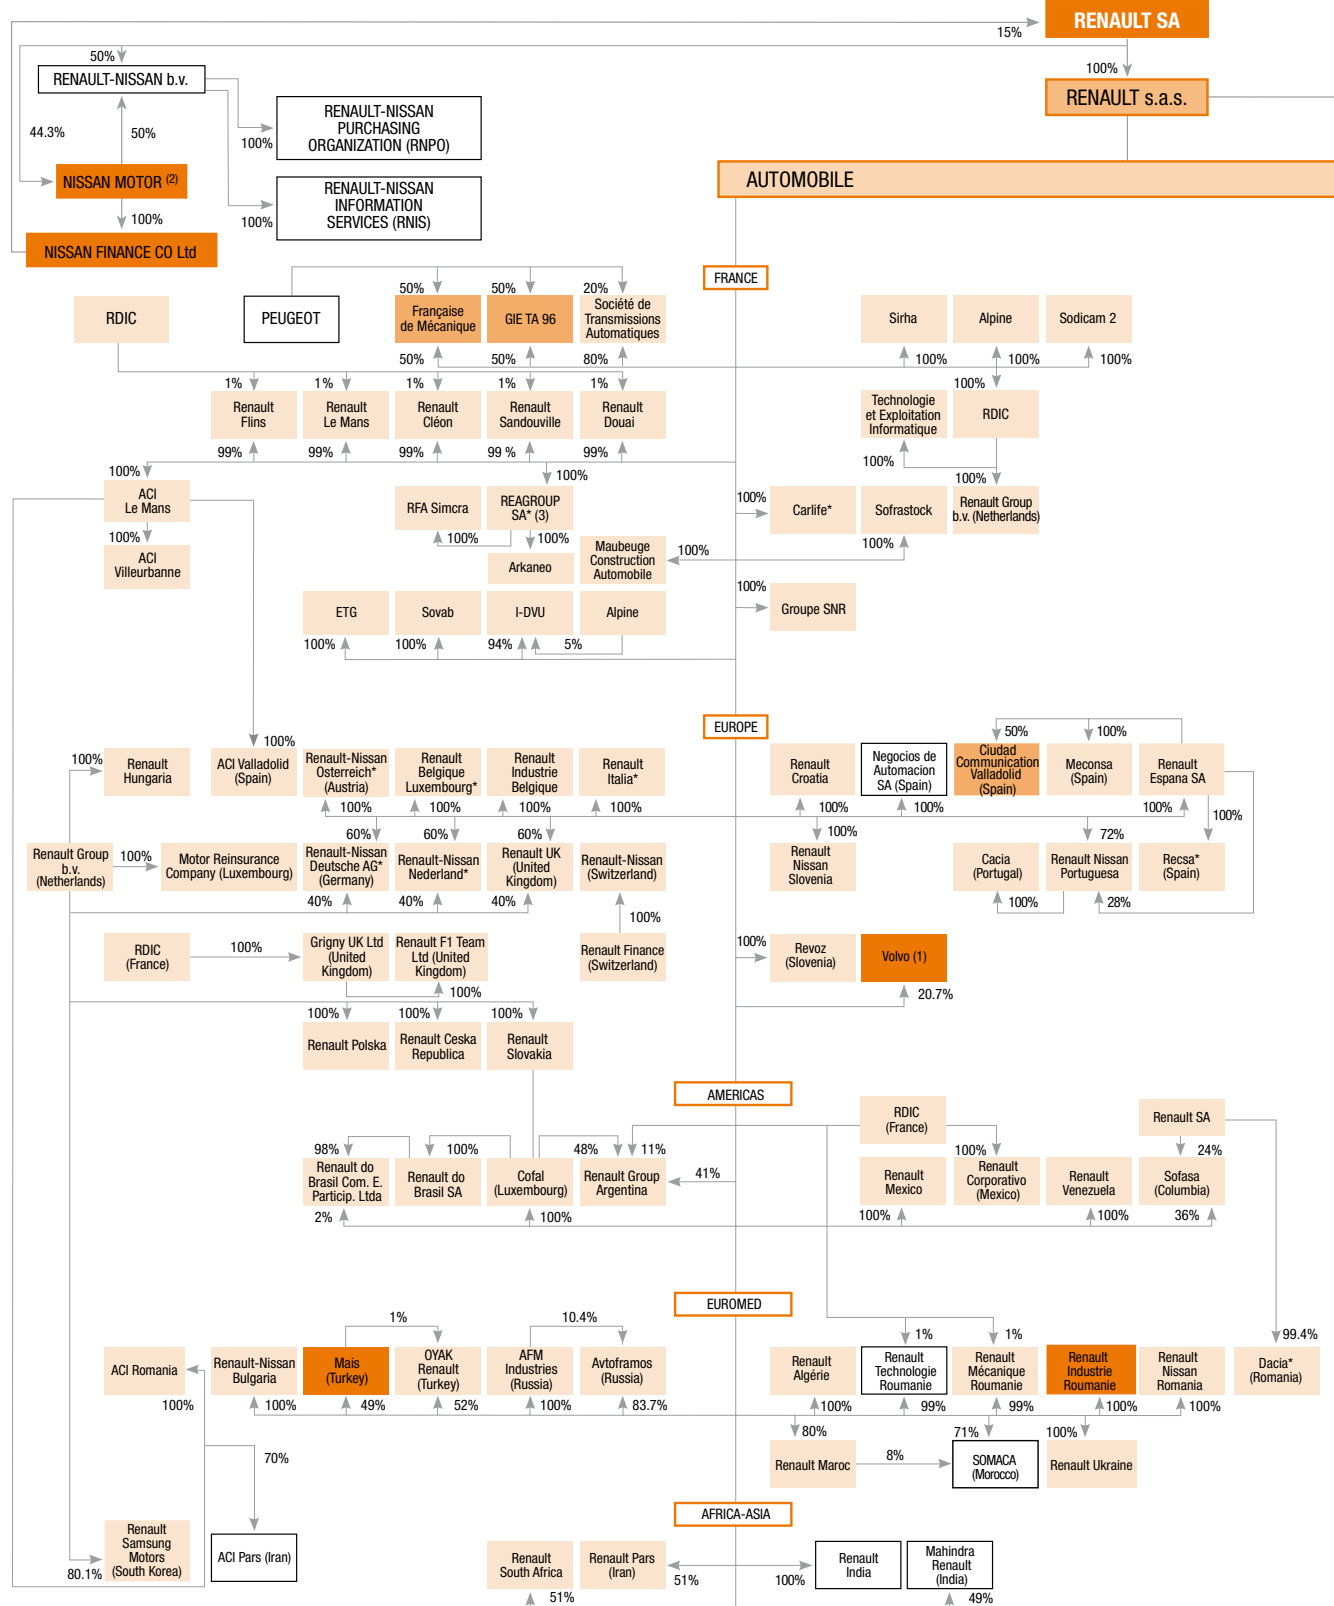 RENAULT SA
15%
50%
100%
RENAULT-NISSAN b.v.
RENAULT s.a.s.
RENAULT-NISSAN
PURCHASING
ORGANIZATION (RNPO)
44.3%
50%
100%
NISSAN MOTOR (2)
AUTOMOBILE
RENAULT-NISSAN
INFORMATION
SERVICES (RNIS)
100%
100%
NISSAN FINANCE CO Ltd
FRANCE
50%
50%
20%
RDIC
PEUGEOT
Française
de Mécanique
GIE TA 96
Société de
Transmissions
Automatiques
Sirha
Alpine
Sodicam 2
50%
50%
80%
100%
100%
100%
1%
1%
1%
1%
1%
100%
Renault
Flins
Renault
Le Mans
Renault
Cléon
Renault
Sandouville
Renault
Douai
Technologie
et Exploitation
Informatique
RDIC
99%
99%
99%
99 %
99%
100%
100%
100%
100%
ACI
Le Mans
RFA Simcra
REAGROUP
SA* (3)
100%
Carlife*
Sofrastock
Renault Group
b.v. (Netherlands)
100%
100%
100%
100%
100%
ACI
Villeurbanne
Arkaneo
Maubeuge
Construction
Automobile
100%
ETG
Sovab
I-DVU
Alpine
Groupe SNR
100%
100%
94%
5%
EUROPE
50%
100%
100%
100%
Renault
Hungaria
ACI Valladolid
(Spain)
Renault-Nissan
Osterreich*
(Austria)
Renault
Belgique
Luxembourg*
Renault
Industrie
Belgique
Renault
Italia*
Renault
Croatia
Negocios de
Automacion
SA (Spain)
Ciudad
Communication
Valladolid
(Spain)
Meconsa
(Spain)
Renault
Espana SA
100%
100%
100%
100%
100%
100%
100%
100%
60%
60%
60%
100%
72%
Renault Group
b.v.
(Netherlands)
100%
Motor Reinsurance
Company (Luxembourg)
Renault-Nissan
Deutsche AG*
(Germany)
Renault-Nissan
Nederland*
Renault UK
(United
Kingdom)
Renault-Nissan
(Switzerland)
Renault
Nissan
Slovenia
Cacia
(Portugal)
Renault Nissan
Portuguesa
Recsa*
(Spain)
40%
40%
40%
100%
100%
28%
RDIC
(France)
100%
Grigny UK Ltd
(United
Kingdom)
Renault F1 Team
Ltd (United
Kingdom)
Renault Finance
(Switzerland)
100%
Revoz
(Slovenia)
Volvo (1)
100%
20.7%
100%
100%
100%
Renault Polska
Renault Ceska
Republica
Renault
Slovakia
AMERICAS
RDIC
(France)
Renault SA
98%
100%
48%
11%
100%
24%
Renault do
Brasil Com. E.
Particip. Ltda
Renault do
Brasil SA
Cofal
(Luxembourg)
Renault Group
Argentina
41%
Renault
Mexico
Renault
Corporativo
(Mexico)
Renault
Venezuela
Sofasa
(Columbia)
2%
100%
100%
100%
36%
EUROMED
1%
10.4%
1%
1%
99.4%
ACI Romania
Renault-Nissan
Bulgaria
Mais
(Turkey)
OYAK
Renault
(Turkey)
AFM
Industries
(Russia)
Avtoframos
(Russia)
Renault
Algérie
Renault
Technologie
Roumanie
Renault
Mécanique
Roumanie
Renault
Industrie
Roumanie
Renault
Nissan
Romania
Dacia*
(Romania)
100%
100%
49%
52%
100%
83.7%
100%
99%
99%
100%
100%
80%
71%
100%
70%
Renault Maroc
8%
SOMACA
(Morocco)
Renault Ukraine
AFRICA-ASIA
Renault
Samsung
Motors
(South Korea)
80.1%
ACI Pars (Iran)
Renault
South Africa
Renault Pars
(Iran)
51%
100%
Renault
India
Mahindra
Renault
(India)
51%
49%